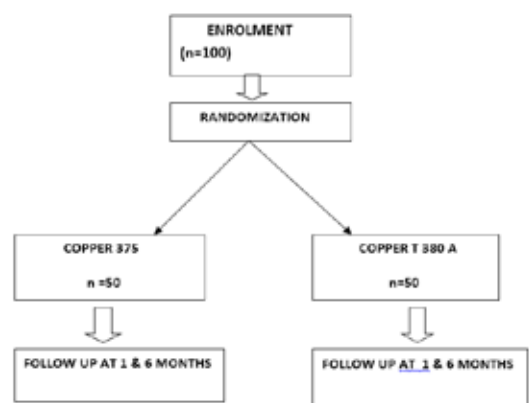 ENROLMENT
(n=100)
RANDOMIZATION
COPPER 375
n =50
COPPER T 380 A
n=50
FOLLOW UP AT 1 & 6 MONTHS
FOLLOW UP AT 1 & 6 MONTHS